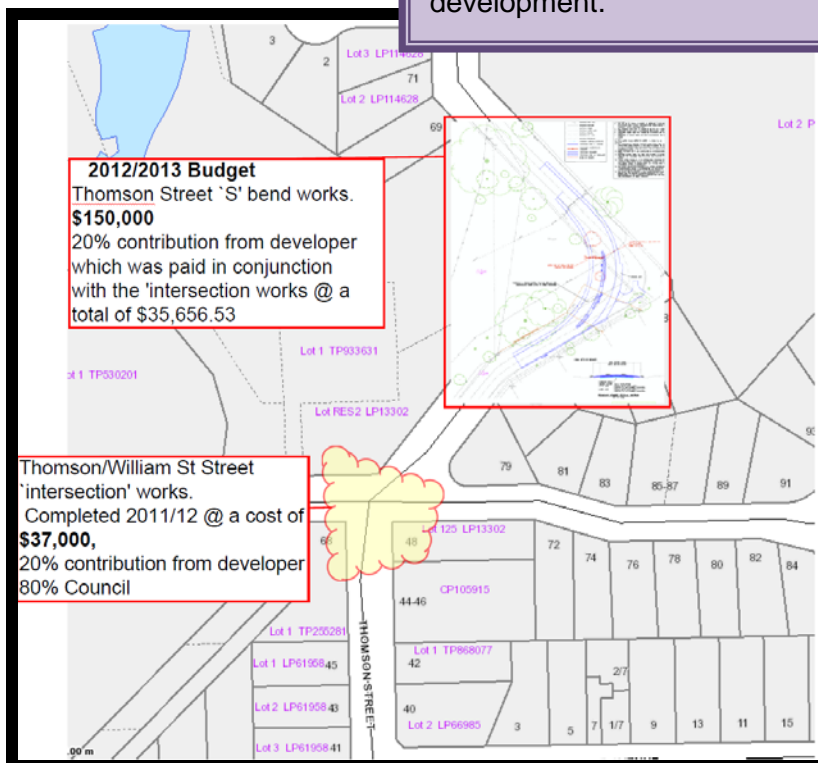 development.
3
2
Lot 3 LP114628
71
Lot 2 LP114628
69
Lot 2 P
2012/2013 Budget
Thomson Street `S' bend works.
$150,000
20% contribution from developer
which was paid in conjunction
with the 'intersection works @ a
total of $35,656.53
Lot 1 TP933631
ot 1 TP530201
Lot RES2 LP13302
Thomson/William St Street
`intersection' works.
Completed 2011/12 @ a cost of
$37,000,
20% contribution from developer
80% Council
79
81
83
85-87
89
91
93
Lot 125 LP13302
48
72
74
76
78
80
82
84
CP105915
44-46
THOMSON STREET
Lot 1 TP255281
Lot 1 TP868077
42
Lot 1 LP61958 45
Lot 2 LP61958 43
40
Lot 2 LP66985
Lot 3 LP61958 41
2/7
3
5
7
1/7
9
13
11
15
.00 m